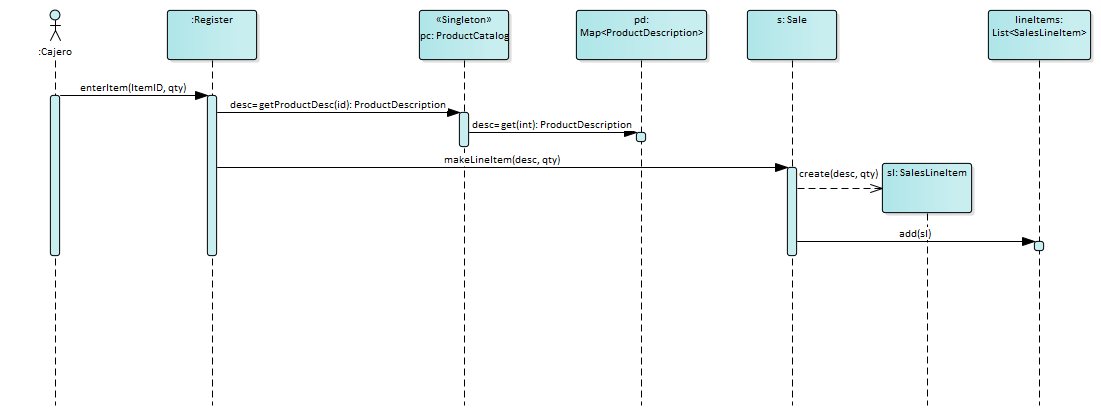 :Cajero
:Register
«Singleton»
pc: ProductCatalog
pd:
Map<ProductDescription>
s: Sale
lineItems:
List<SalesLineItem>
enterItem(ItemID, qty)
desc= getProductDesc(id): ProductDescription
desc= get(int): ProductDescription
makeLineItem(desc, qty)
create(desc, qty)
sl: SalesLineItem
add(sl)